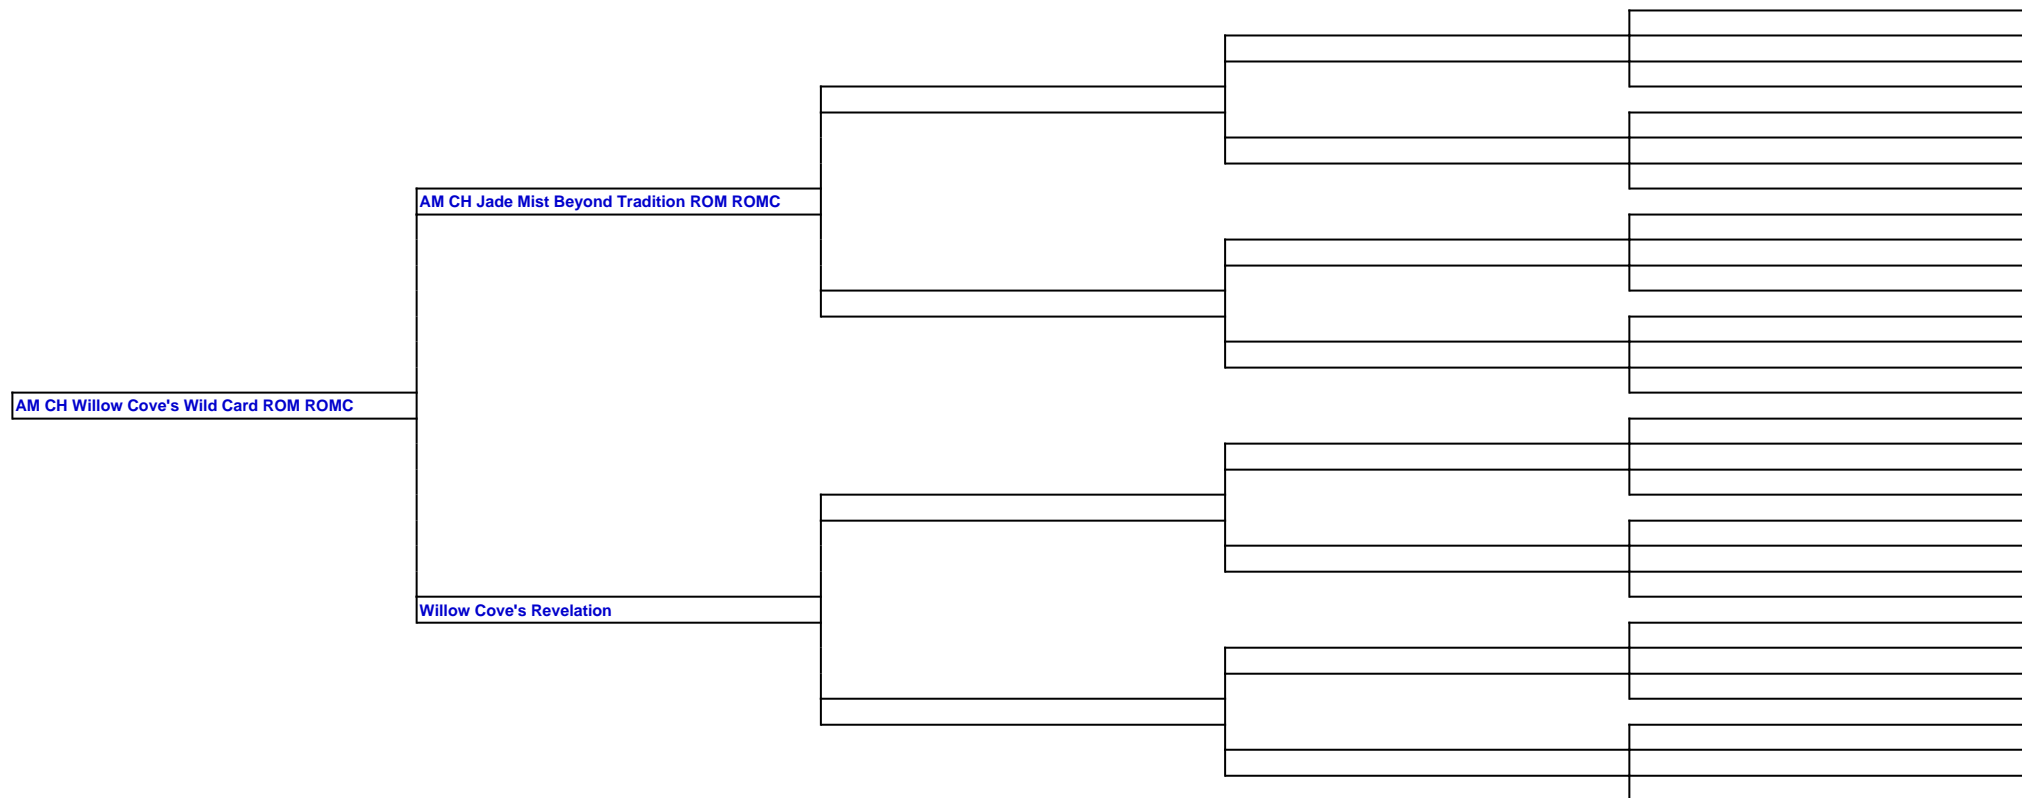 AM CH Jade Mist Beyond Tradition ROM ROMC
AM CH Willow Cove's Wild Card ROM ROMC
Willow Cove's Revelation